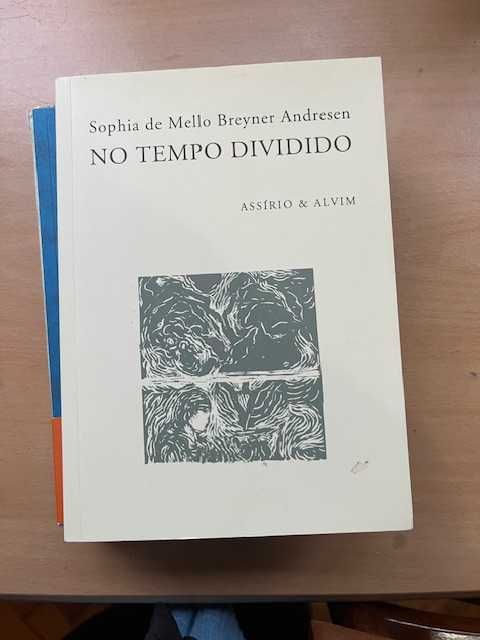 Sophia de Mello Breyner Andresen
NO TEMPO DIVIDIDO
ASSÍRIO & ALVIM